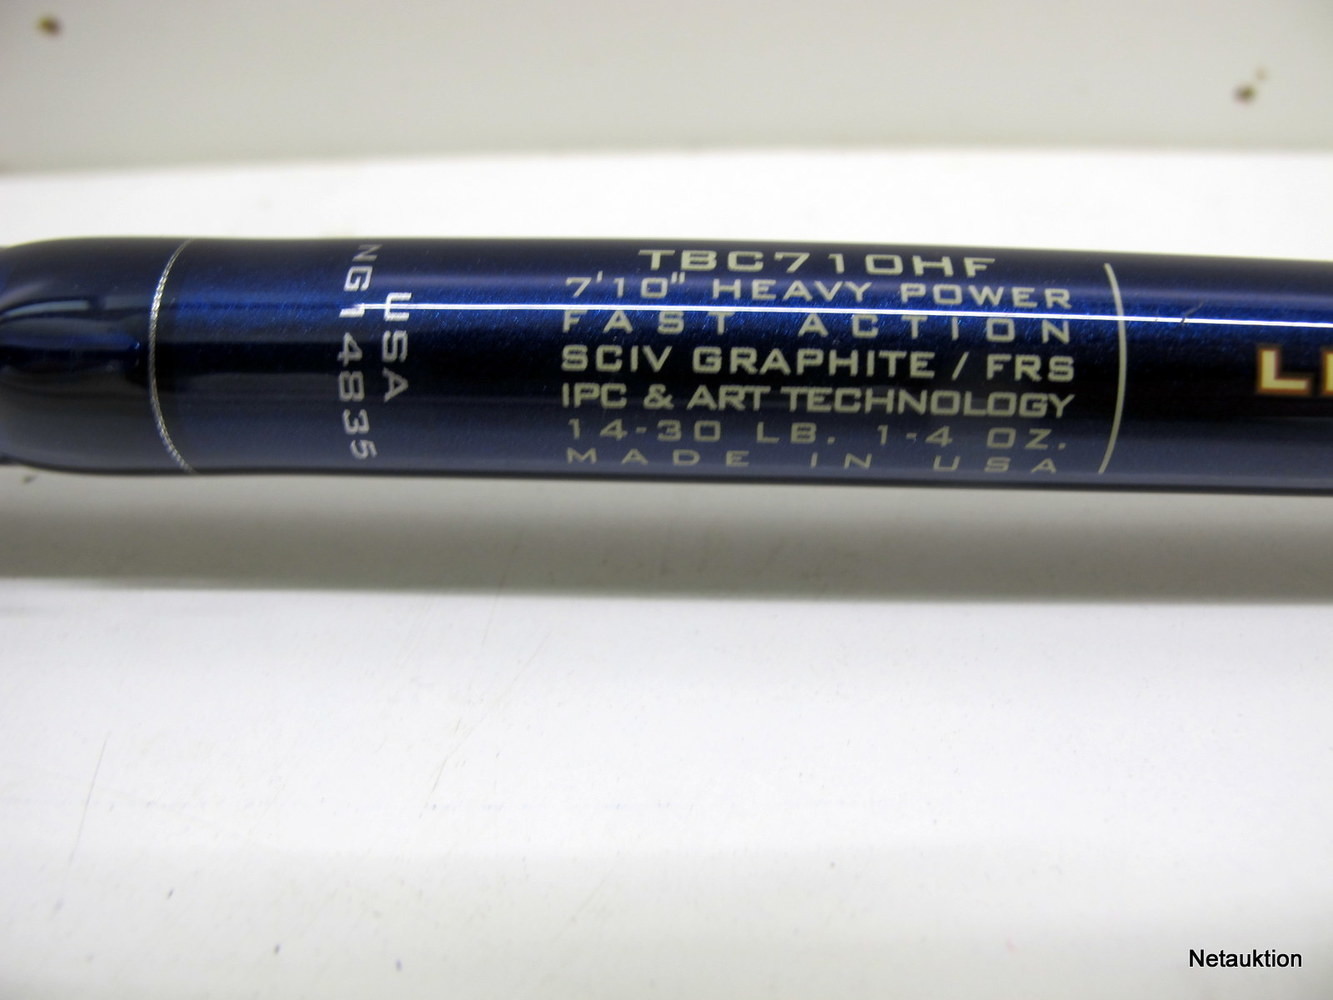 TBC710HF
7'10" HEAVY POWER
FAST ACTION
SCIV GRAPHITE / FRS
IPC & ART TECHNOLOGY
14-30 LB. 1-4 OZ.
MADE IN USA
USA
NG14835
Netauktion